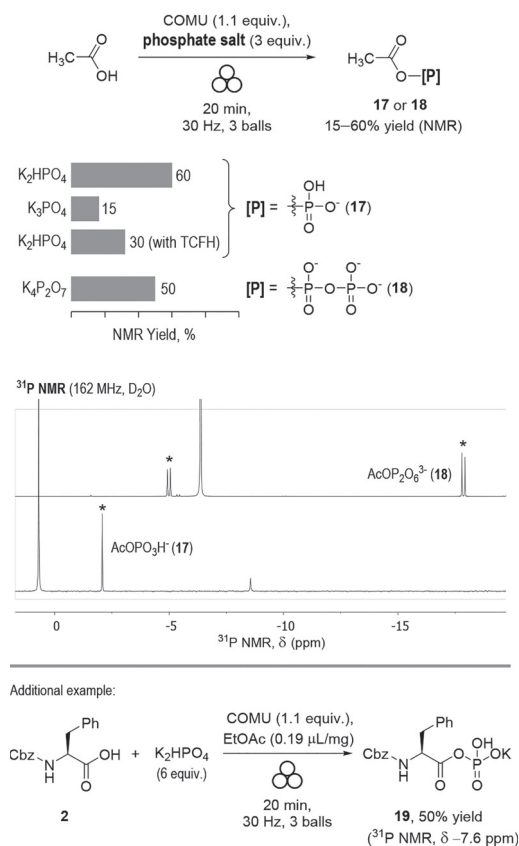 COMU (1.1 equiv.),
phosphate salt (3 equiv.)
H₃C
O
OH
20 min,
30 Hz, 3 balls
H₃C
O
O
[P]
17 or 18
15–60% yield (NMR)
K₂HPO₄ 60
K₃PO₄ 15
K₂HPO₄ 30 (with TCFH)
[P] =
OH
P–O⁻ (17)
O
K₄P₂O₇ 50
[P] =
O⁻ O⁻
P–O–P–O⁻ (18)
O O
NMR Yield, %
³¹P NMR (162 MHz, D₂O)
* *
AcOP₂O₆³⁻ (18)
*
AcOPO₃H⁻ (17)
0 -5 -10 -15
³¹P NMR, δ (ppm)
Additional example:
Ph
Cbz
N
H
OH
O
2
+ K₂HPO₄
(6 equiv.)
COMU (1.1 equiv.),
EtOAc (0.19 μL/mg)
20 min,
30 Hz, 3 balls
Ph
Cbz
N
H
O
O
OH
P
OK
O
19, 50% yield
(³¹P NMR, δ –7.6 ppm)